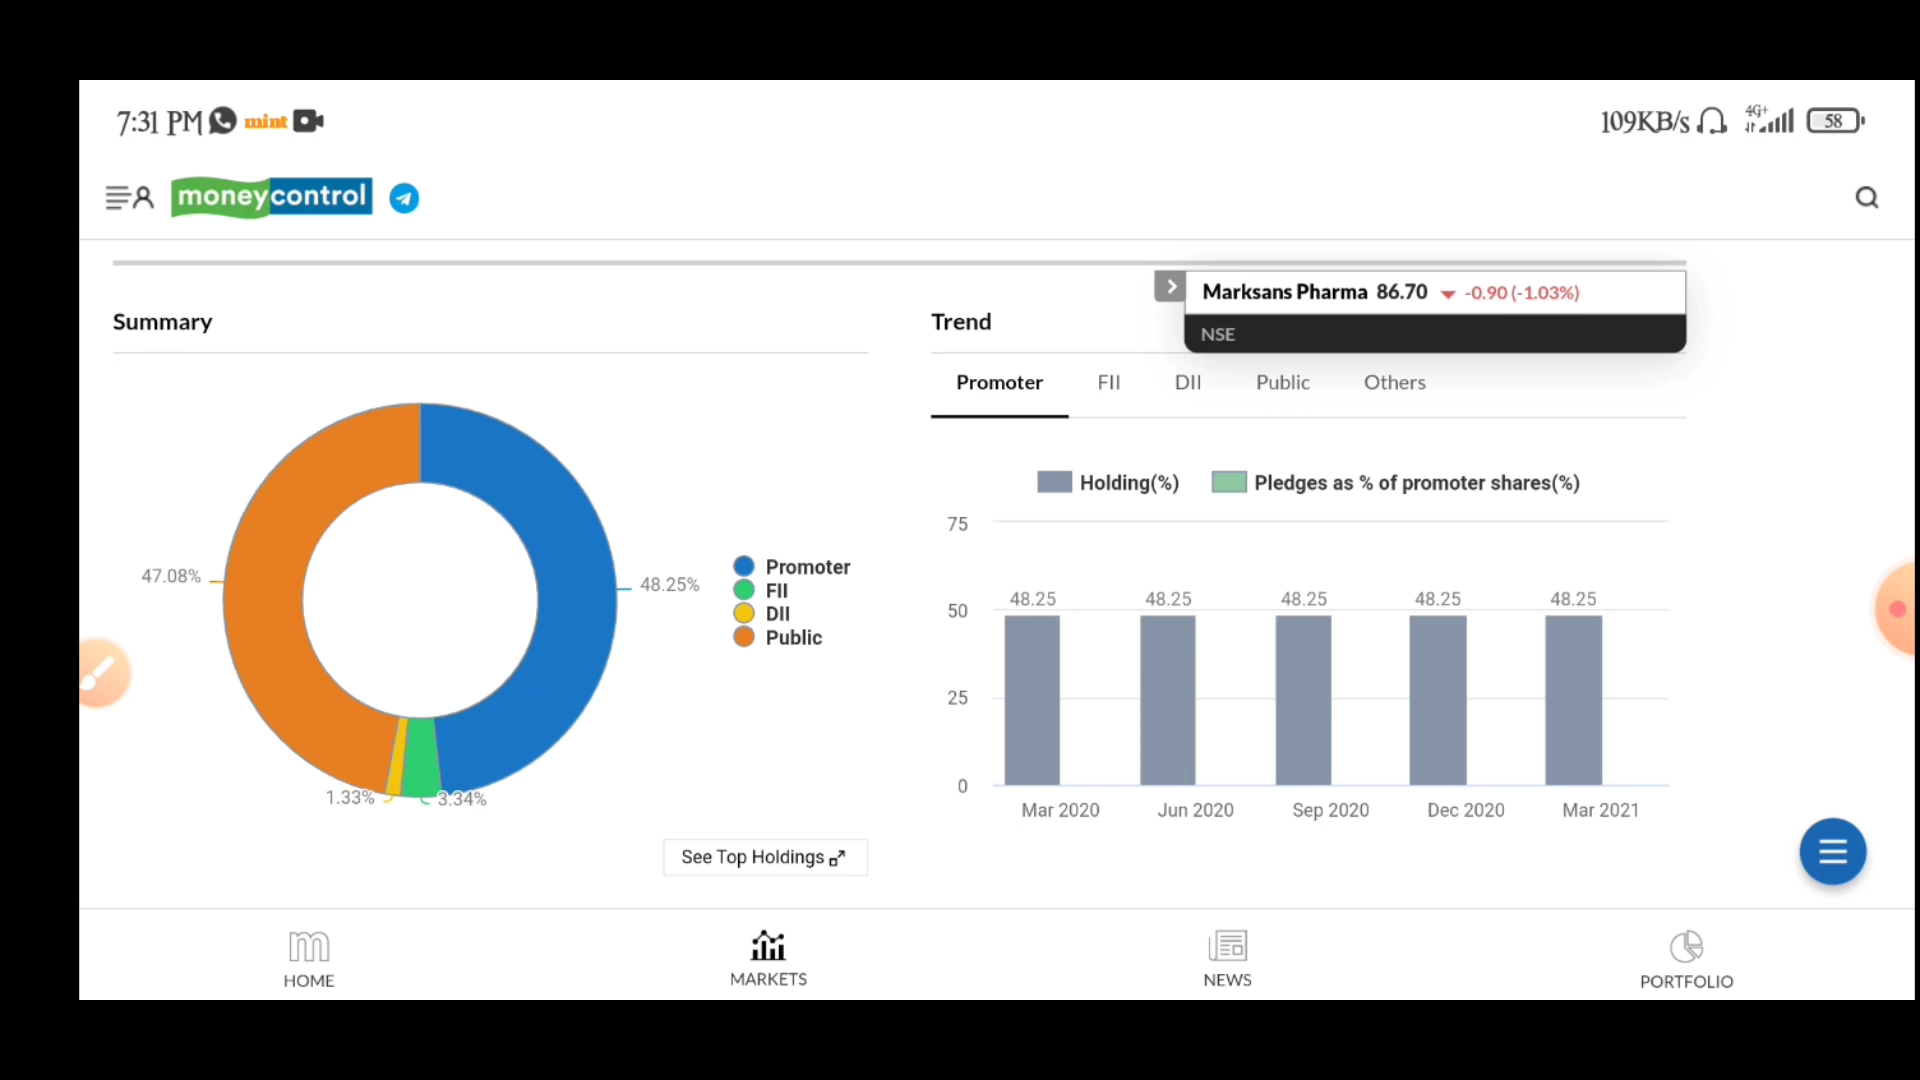 7:31 PM mint 109KB/s 4G+ 58
moneycontrol
Marksans Pharma 86.70 -0.90 (-1.03%)
NSE
Summary
Trend
Promoter FII DII Public Others
Holding(%) Pledges as % of promoter shares(%)
47.08%
48.25%
1.33%
3.34%
Promoter
FII
DII
Public
75
50
25
0
48.25 48.25 48.25 48.25 48.25
Mar 2020 Jun 2020 Sep 2020 Dec 2020 Mar 2021
See Top Holdings
HOME MARKETS NEWS PORTFOLIO